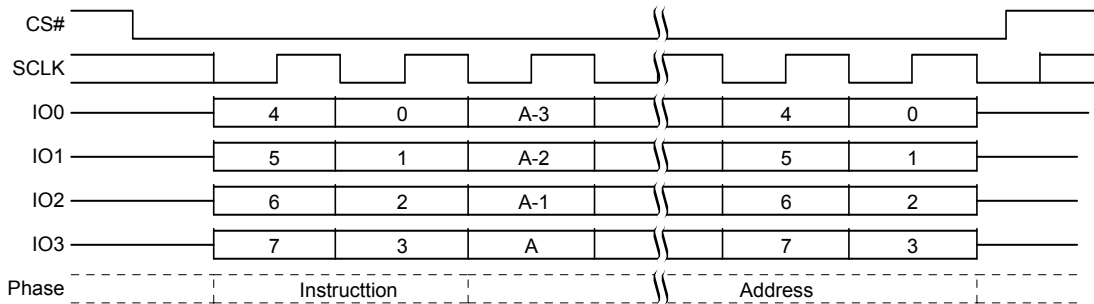 CS#
SCLK
IO0 4 0 A-3 4 0
IO1 5 1 A-2 5 1
IO2 6 2 A-1 6 2
IO3 7 3 A 7 3
Phase Instructtion Address